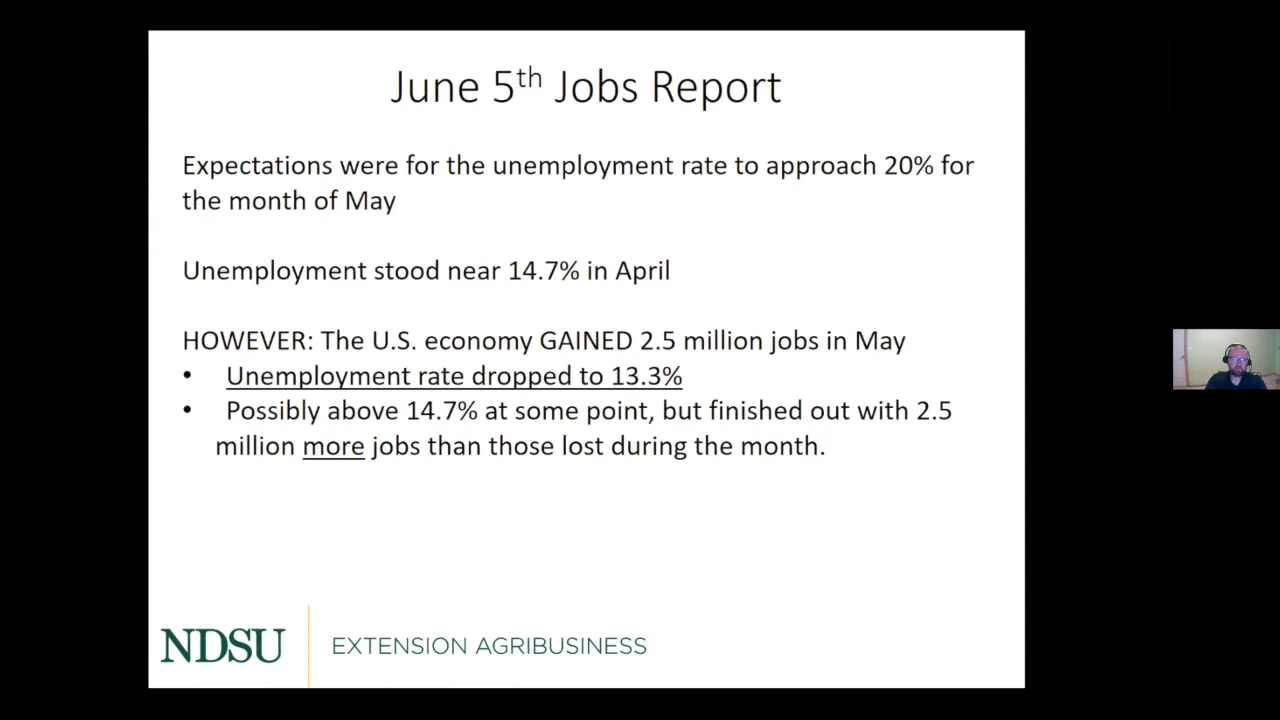 June 5th Jobs Report
Expectations were for the unemployment rate to approach 20% for
the month of May
Unemployment stood near 14.7% in April
HOWEVER: The U.S. economy GAINED 2.5 million jobs in May
• Unemployment rate dropped to 13.3%
• Possibly above 14.7% at some point, but finished out with 2.5
million more jobs than those lost during the month.
NDSU
EXTENSION AGRIBUSINESS